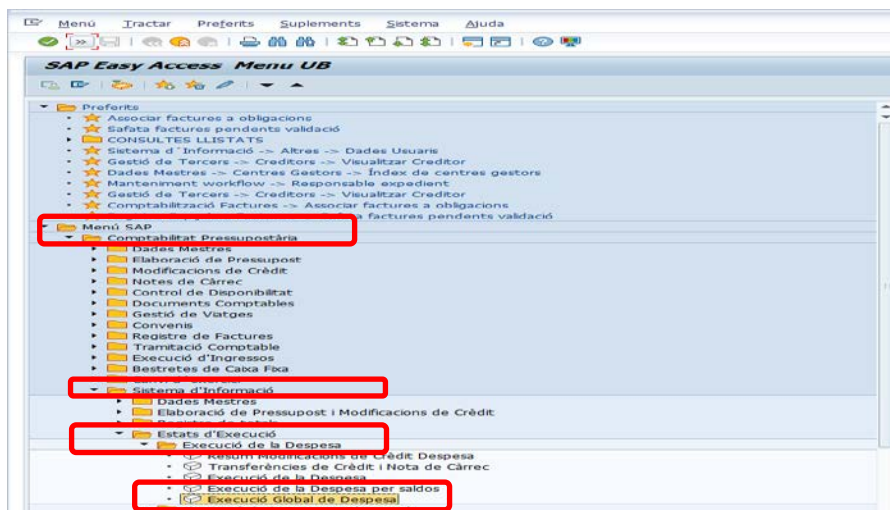 Menú Tractar Preferits Suplements Sistema Ajuda
SAP Easy Access Menu UB
Preferits
Associar factures a obligacions
Safata factures pendents validació
CONSULTES LLISTATS
Sistema d'Informació -> Altres -> Dades Usuaris
Gestió de Tercers -> Creditors -> Visualitzar Creditor
Dades Mestres -> Centres Gestors -> Índex de centres gestors
Manteniment workflow -> Responsable expedient
Gestió de Tercers -> Creditors -> Visualitzar Creditor
Comptabilització Factures -> Associar factures a obligacions
factures pendents validació
Menú SAP
Comptabilitat Pressupostària
Dades Mestres
Elaboració de Pressupost
Modificacions de Crèdit
Notes de Càrrec
Control de Disponibilitat
Documents Comptables
Gestió de Viatges
Convenis
Registre de Factures
Tramitació Comptable
Execució d'Ingressos
Bestretes de Caixa Fixa
Sistema d'Informació
Dades Mestres
Elaboració de Pressupost i Modificacions de Crèdit
Estats d'Execució
Execució de la Despesa
Resum Modificacions de Crèdit Despesa
Transferències de Crèdit i Nota de Càrrec
Execució de la Despesa
Execució de la Despesa per saldos
Execució Global de Despesa